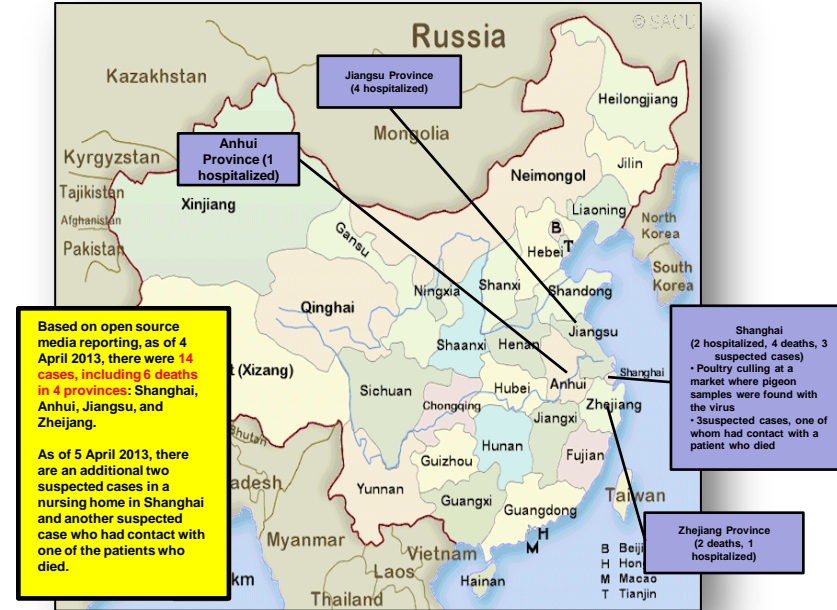 © SACU
Russia
Kazakhstan
Jiangsu Province
(4 hospitalized)
Heilongjiang
Mongolia
Anhui
Province (1
hospitalized)
Kyrgyzstan
Jilin
Neimongol
Tajikistan
Xinjiang
Liaoning
Afghanistan
North
Korea
Pakistan
Gansu
B
Hebei
T
South
Korea
Ningxia
Shanxi
Shandong
Qinghai
Jiangsu
Shaanxi
Henan
Based on open source
media reporting, as of 4
April 2013, there were 14
cases, including 6 deaths
in 4 provinces: Shanghai,
Anhui, Jiangsu, and
Zheijang.
As of 5 April 2013, there
are an additional two
suspected cases in a
nursing home in Shanghai
and another suspected
case who had contact with
one of the patients who
died.
(Xizang)
Sichuan
Hubei
Anhui
Shanghai
Chongqing
Zhejiang
Jiangxi
Shanghai
(2 hospitalized, 4 deaths, 3
suspected cases)
• Poultry culling at a
market where pigeon
samples were found with
the virus
• 3suspected cases, one of
whom had contact with a
patient who died
Bhutan
Hunan
Guizhou
Fujian
adesh
Yunnan
Guangxi
Guangdong
Taiwan
Zhejiang Province
(2 deaths, 1
hospitalized)
Myanmar
H
M
Vietnam
Laos
Hainan
Thailand
km
B Beiji
H Hon
M Macao
T Tianjin